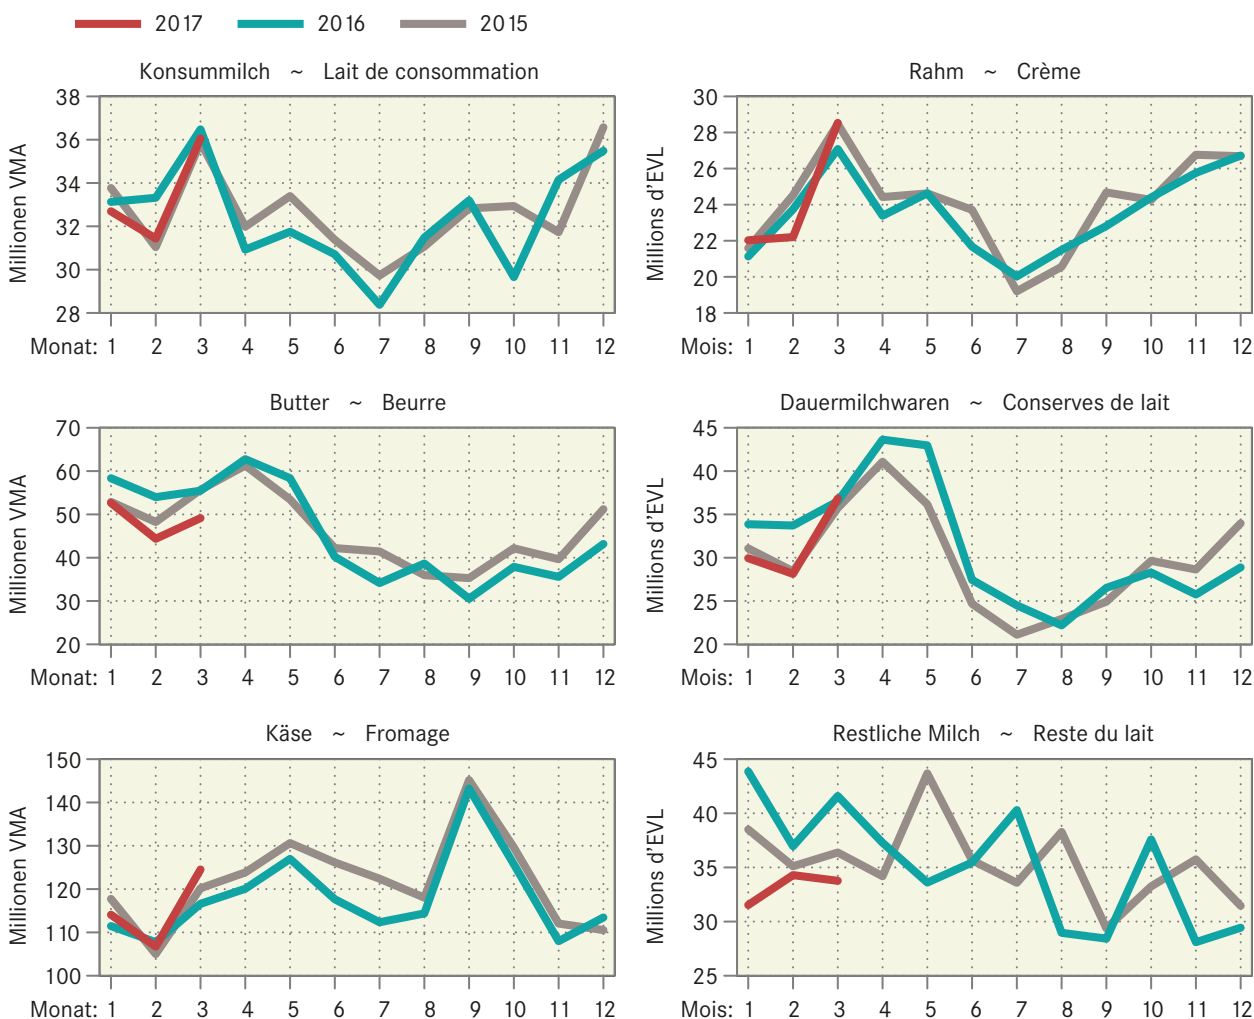 2017 2016 2015
Konsummilch ~ Lait de consommation
Millionen VMA
38
36
34
32
30
28
Monat: 1 2 3 4 5 6 7 8 9 10 11 12
Rahm ~ Crème
Millions d'EVL
30
28
26
24
22
20
18
Mois: 1 2 3 4 5 6 7 8 9 10 11 12
Butter ~ Beurre
Millionen VMA
70
60
50
40
30
20
Monat: 1 2 3 4 5 6 7 8 9 10 11 12
Dauermilchwaren ~ Conserves de lait
Millions d'EVL
45
40
35
30
25
20
Mois: 1 2 3 4 5 6 7 8 9 10 11 12
Käse ~ Fromage
Millionen VMA
150
140
130
120
110
100
Monat: 1 2 3 4 5 6 7 8 9 10 11 12
Restliche Milch ~ Reste du lait
Millions d'EVL
45
40
35
30
25
Mois: 1 2 3 4 5 6 7 8 9 10 11 12